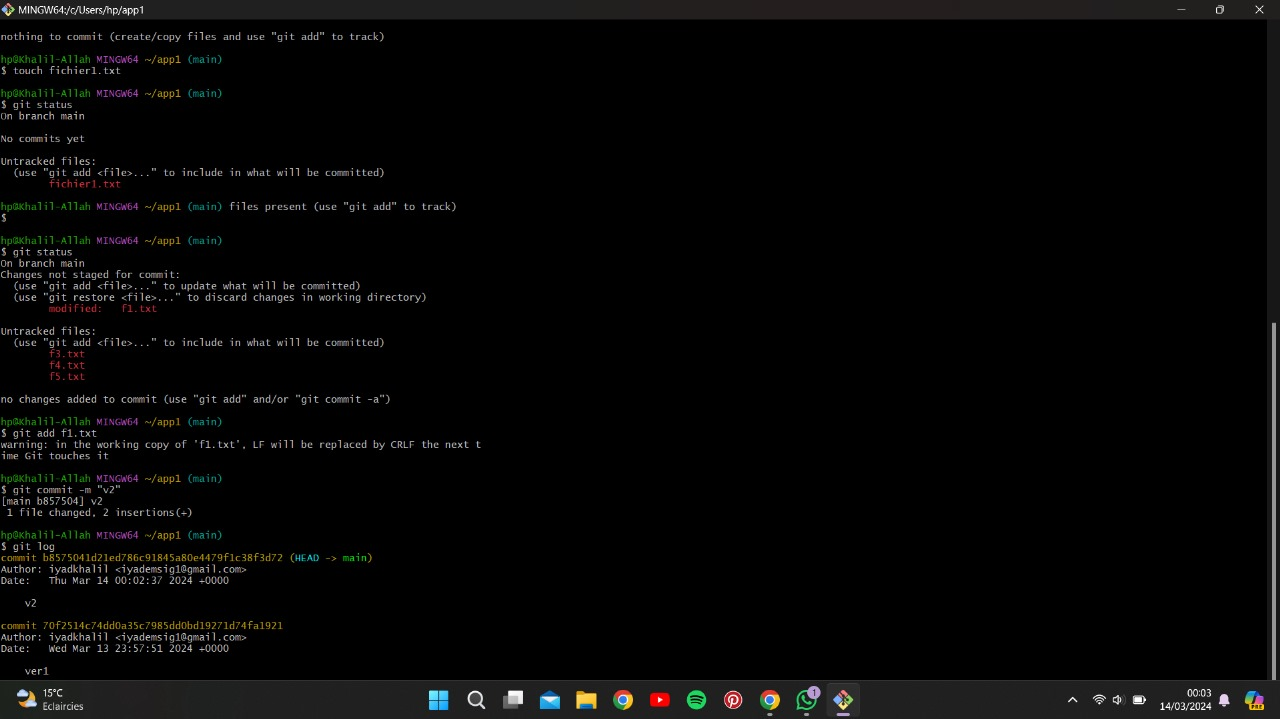 MINGW64:/c/Users/hp/app1
nothing to commit (create/copy files and use "git add" to track)
hp@Khalil-Allah MINGW64 ~/app1 (main)
$ touch fichier1.txt
hp@Khalil-Allah MINGW64 ~/app1 (main)
$ git status
On branch main
No commits yet
Untracked files:
(use "git add <file>..." to include in what will be committed)
fichier1.txt
hp@Khalil-Allah MINGW64 ~/app1 (main) files present (use "git add" to track)
$
hp@Khalil-Allah MINGW64 ~/app1 (main)
$ git status
On branch main
Changes not staged for commit:
(use "git add <file>..." to update what will be committed)
(use "git restore <file>..." to discard changes in working directory)
modified:   f1.txt
Untracked files:
(use "git add <file>..." to include in what will be committed)
f3.txt
f4.txt
f5.txt
no changes added to commit (use "git add" and/or "git commit -a")
hp@Khalil-Allah MINGW64 ~/app1 (main)
$ git add f1.txt
warning: in the working copy of 'f1.txt', LF will be replaced by CRLF the next t
ime Git touches it
hp@Khalil-Allah MINGW64 ~/app1 (main)
$ git commit -m "v2"
[main b857504] v2
1 file changed, 2 insertions(+)
hp@Khalil-Allah MINGW64 ~/app1 (main)
$ git log
commit b8575041d21ed786c91845a80e4479f1c38f3d72 (HEAD -> main)
Author: iyadkhalil <iyademsig1@gmail.com>
Date:   Thu Mar 14 00:02:37 2024 +0000
v2
commit 70f2514c74dd0a35c7985dd0bd19271d74fa1921
Author: iyadkhalil <iyademsig1@gmail.com>
Date:   Wed Mar 13 23:57:51 2024 +0000
ver1
15°C
Eclaircies
1
00:03
14/03/2024
PRE